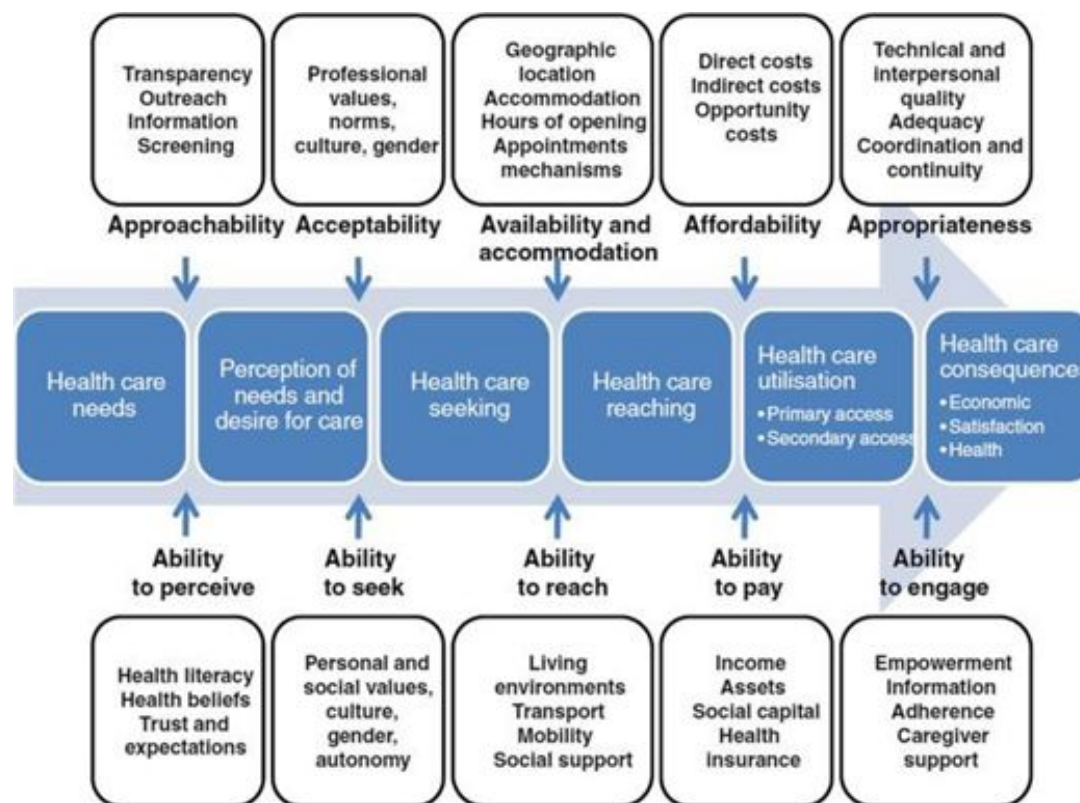 Transparency
Outreach
Information
Screening
Professional
values,
norms,
culture, gender
Geographic
location
Accommodation
Hours of opening
Appointments
mechanisms
Direct costs
Indirect costs
Opportunity
costs
Technical and
interpersonal
quality
Adequacy
Coordination and
continuity
Approachability
Acceptability
Availability and
accommodation
Affordability
Appropriateness
Health care
needs
Perception of
needs and
desire for care
Health care
seeking
Health care
reaching
Health care
utilisation
•Primary access
•Secondary access
Health care
consequences
•Economic
•Satisfaction
•Health
Ability
to perceive
Ability
to seek
Ability
to reach
Ability
to pay
Ability
to engage
Health literacy
Health beliefs
Trust and
expectations
Personal and
social values,
culture,
gender,
autonomy
Living
environments
Transport
Mobility
Social support
Income
Assets
Social capital
Health
insurance
Empowerment
Information
Adherence
Caregiver
support